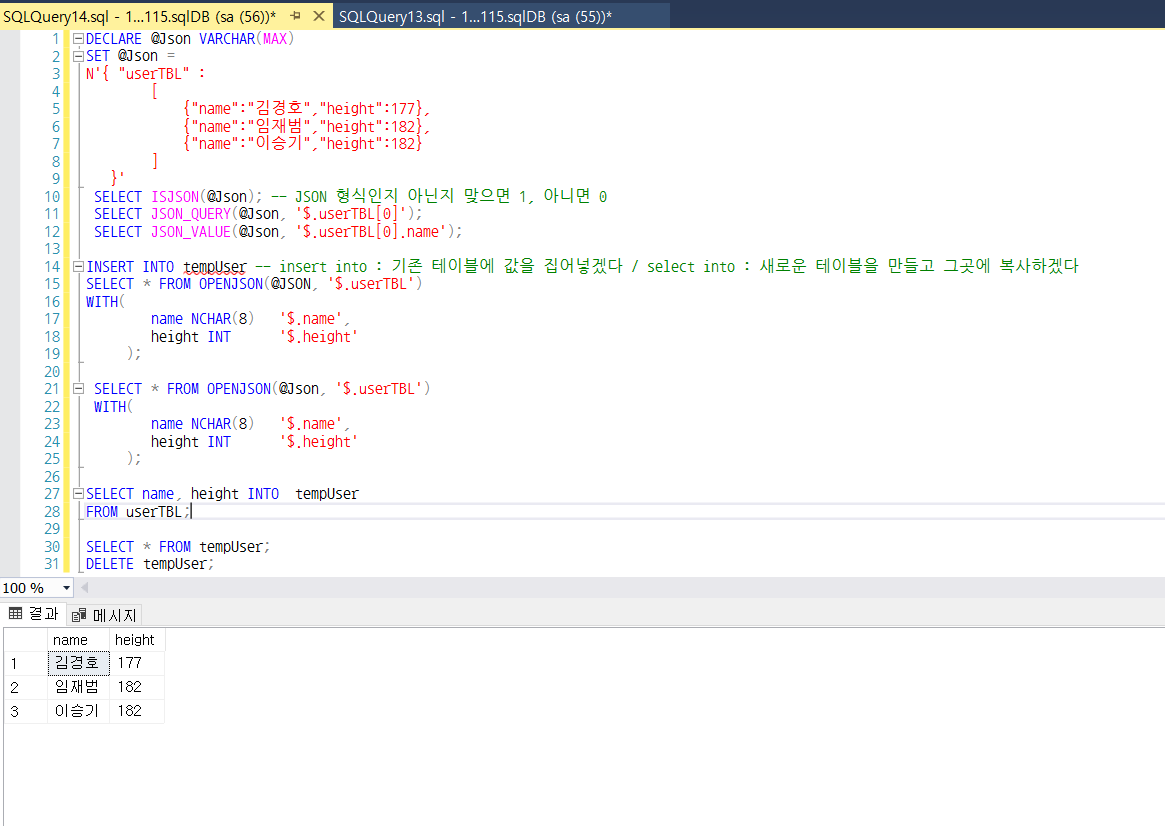 SQLQuery14.sql - 1...115.sqlDB (sa (56))* SQLQuery13.sql - 1...115.sqlDB (sa (55))*
1 DECLARE @Json VARCHAR(MAX)
2 SET @Json =
3 N'{ "userTBL" :
4 [
5 {"name":"김경호","height":177},
6 {"name":"임재범","height":182},
7 {"name":"이승기","height":182}
8 ]
9 }'
10 SELECT ISJSON(@Json); -- JSON 형식인지 아닌지 맞으면 1, 아니면 0
11 SELECT JSON_QUERY(@Json, '$.userTBL[0]');
12 SELECT JSON_VALUE(@Json, '$.userTBL[0].name');
13
14 INSERT INTO tempUser -- insert into : 기존 테이블에 값을 집어넣겠다 / select into : 새로운 테이블을 만들고 그곳에 복사하겠다
15 SELECT * FROM OPENJSON(@JSON, '$.userTBL')
16 WITH(
17 name NCHAR(8) '$.name',
18 height INT '$.height'
19 );
20
21 SELECT * FROM OPENJSON(@Json, '$.userTBL')
22 WITH(
23 name NCHAR(8) '$.name',
24 height INT '$.height'
25 );
26
27 SELECT name, height INTO tempUser
28 FROM userTBL;
29
30 SELECT * FROM tempUser;
31 DELETE tempUser;
100 %
결과 메시지
name height
1 김경호 177
2 임재범 182
3 이승기 182